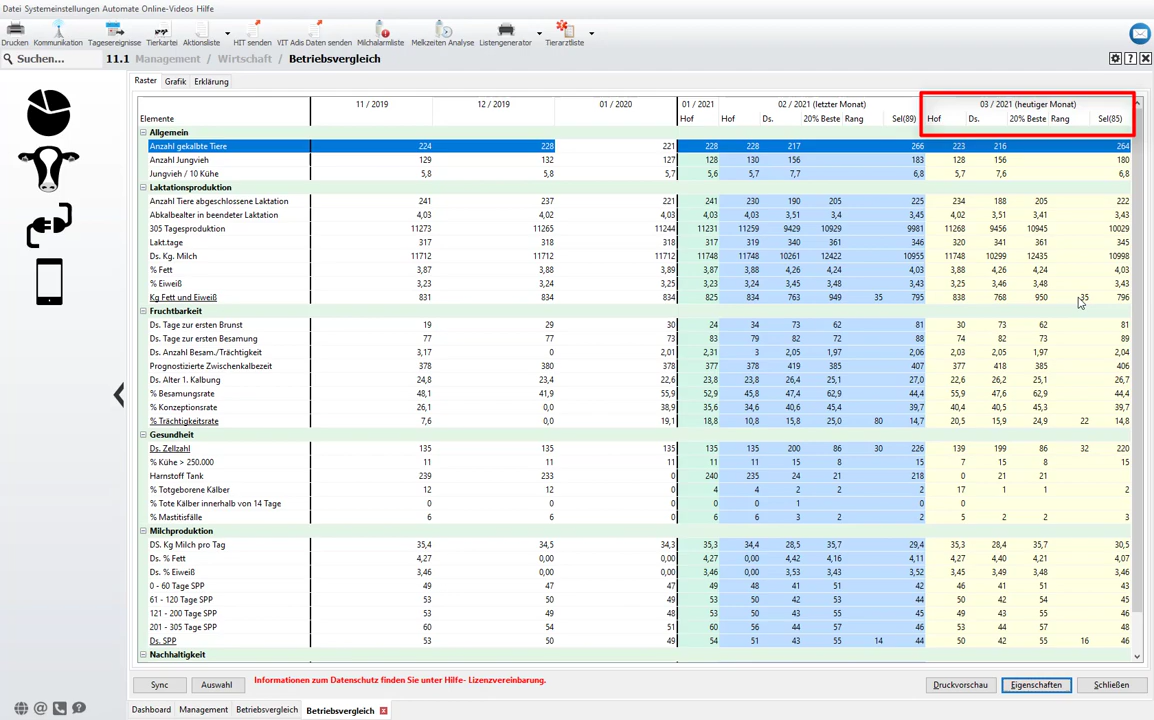 Datei Systemeinstellungen Automate Online-Videos Hilfe
Drucken Kommunikation Tagesereignisse Tierkartei Aktionsliste HIT senden VIT Adis Daten senden Milchalarmliste Melkzeiten Analyse Listengenerator Tierarztliste
Suchen... 11.1 Management / Wirtschaft / Betriebsvergleich
Raster Grafik Erklärung
11 / 2019 12 / 2019 01 / 2020 01 / 2021 02 / 2021 (letzter Monat) 03 / 2021 (heutiger Monat)
Elemente Hof Hof Ds. 20% Beste Rang Sel(89) Hof Ds. 20% Beste Rang Sel(85)
Allgemein
Anzahl gekalbte Tiere 224 228 221 228 228 217 266 223 216 264
Anzahl Jungvieh 129 132 127 128 130 156 183 128 156 180
Jungvieh / 10 Kühe 5,8 5,8 5,7 5,6 5,7 7,7 6,8 5,7 7,6 6,8
Laktationsproduktion
Anzahl Tiere abgeschlossene Laktation 241 237 221 241 230 190 205 225 234 188 205 222
Abkalbealter in beendeter Laktation 4,03 4,02 4,03 4,03 4,03 3,51 3,4 3,45 4,02 3,51 3,41 3,43
305 Tagesproduktion 11273 11265 11244 11231 11259 9429 10929 9981 11268 9456 10945 10029
Lakt.tage 317 318 318 317 319 340 361 346 320 341 361 345
Ds. Kg. Milch 11712 11712 11712 11748 11748 10261 12422 10955 11748 10299 12435 10998
% Fett 3,87 3,88 3,89 3,87 3,88 4,26 4,24 4,03 3,88 4,26 4,24 4,03
% Eiweiß 3,23 3,24 3,25 3,23 3,24 3,45 3,48 3,43 3,25 3,46 3,48 3,43
Kg Fett und Eiweiß 831 834 834 825 834 763 949 35 795 838 768 950 35 796
Fruchtbarkeit
Ds. Tage zur ersten Brunst 19 29 30 24 34 73 62 81 30 73 62 81
Ds. Tage zur ersten Besamung 77 77 73 83 79 82 72 88 74 82 73 89
Ds. Anzahl Besam./Trächtigkeit 3,17 0 2,01 2,31 3 2,05 1,97 2,06 2,03 2,05 1,97 2,04
Prognostizierte Zwischenkalbezeit 378 380 378 377 378 419 385 407 377 418 385 406
Ds. Alter 1. Kalbung 24,8 23,4 22,6 23,8 23,8 26,4 25,1 27,0 22,6 26,2 25,1 26,7
% Besamungsrate 48,1 41,9 55,9 52,9 45,8 47,4 62,9 44,4 55,9 47,6 62,9 44,4
% Konzeptionsrate 26,1 0,0 38,9 35,6 34,6 40,6 45,4 39,7 40,4 40,5 45,3 39,7
% Trächtigkeitsrate 7,6 0,0 19,1 18,8 10,8 15,8 25,0 80 14,7 20,5 15,9 24,9 22 14,8
Gesundheit
Ds. Zellzahl 135 135 135 135 135 200 86 30 226 139 199 86 32 220
% Kühe > 250.000 11 11 11 11 11 15 8 15 7 15 8 15
Harnstoff Tank 239 233 0 240 235 24 21 218 0 21 21
% Totgeborene Kälber 12 12 12 4 4 2 2 2 17 1 1 2
% Tote Kälber innerhalb von 14 Tage 0 0 0 0 0 1 0 0
% Mastitisfälle 6 6 6 6 6 3 2 2 5 2 2 3
Milchproduktion
DS. Kg Milch pro Tag 35,4 34,5 34,3 35,3 34,4 28,5 35,7 29,4 35,3 28,4 35,7 30,5
Ds. % Fett 4,27 0,00 0,00 4,27 0,00 4,42 4,16 4,11 4,27 4,40 4,21 4,07
Ds. % Eiweiß 3,46 0,00 0,00 3,46 0,00 3,53 3,43 3,52 3,45 3,49 3,48 3,46
0 - 60 Tage SPP 49 47 47 49 48 41 51 42 46 41 51 43
61 - 120 Tage SPP 53 50 49 53 50 42 53 44 50 42 54 45
121 - 200 Tage SPP 53 49 48 53 50 43 55 45 49 43 55 46
201 - 305 Tage SPP 60 54 51 60 56 44 57 46 53 44 57 48
Ds. SPP 53 50 49 54 51 43 55 14 44 50 42 55 16 46
Nachhaltigkeit
Sync Auswahl Informationen zum Datenschutz finden Sie unter Hilfe- Lizenzvereinbarung. Druckvorschau Eigenschaften Schließen
Dashboard Management Betriebsvergleich Betriebsvergleich